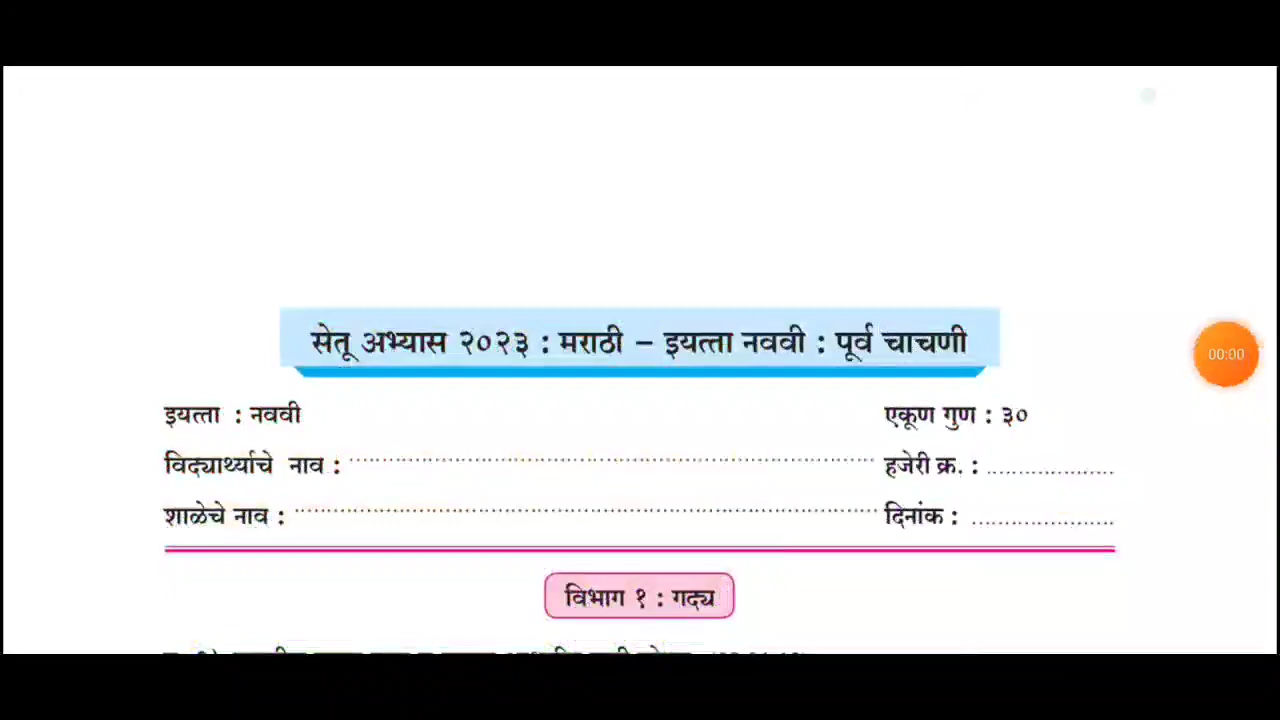 सेतू अभ्यास २०२३ : मराठी – इयत्ता नववी : पूर्व चाचणी
इयत्ता : नववी एकूण गुण : ३०
विद्यार्थ्याचे नाव : हजेरी क्र. :
शाळेचे नाव : दिनांक :
विभाग १ : गद्य
00:00